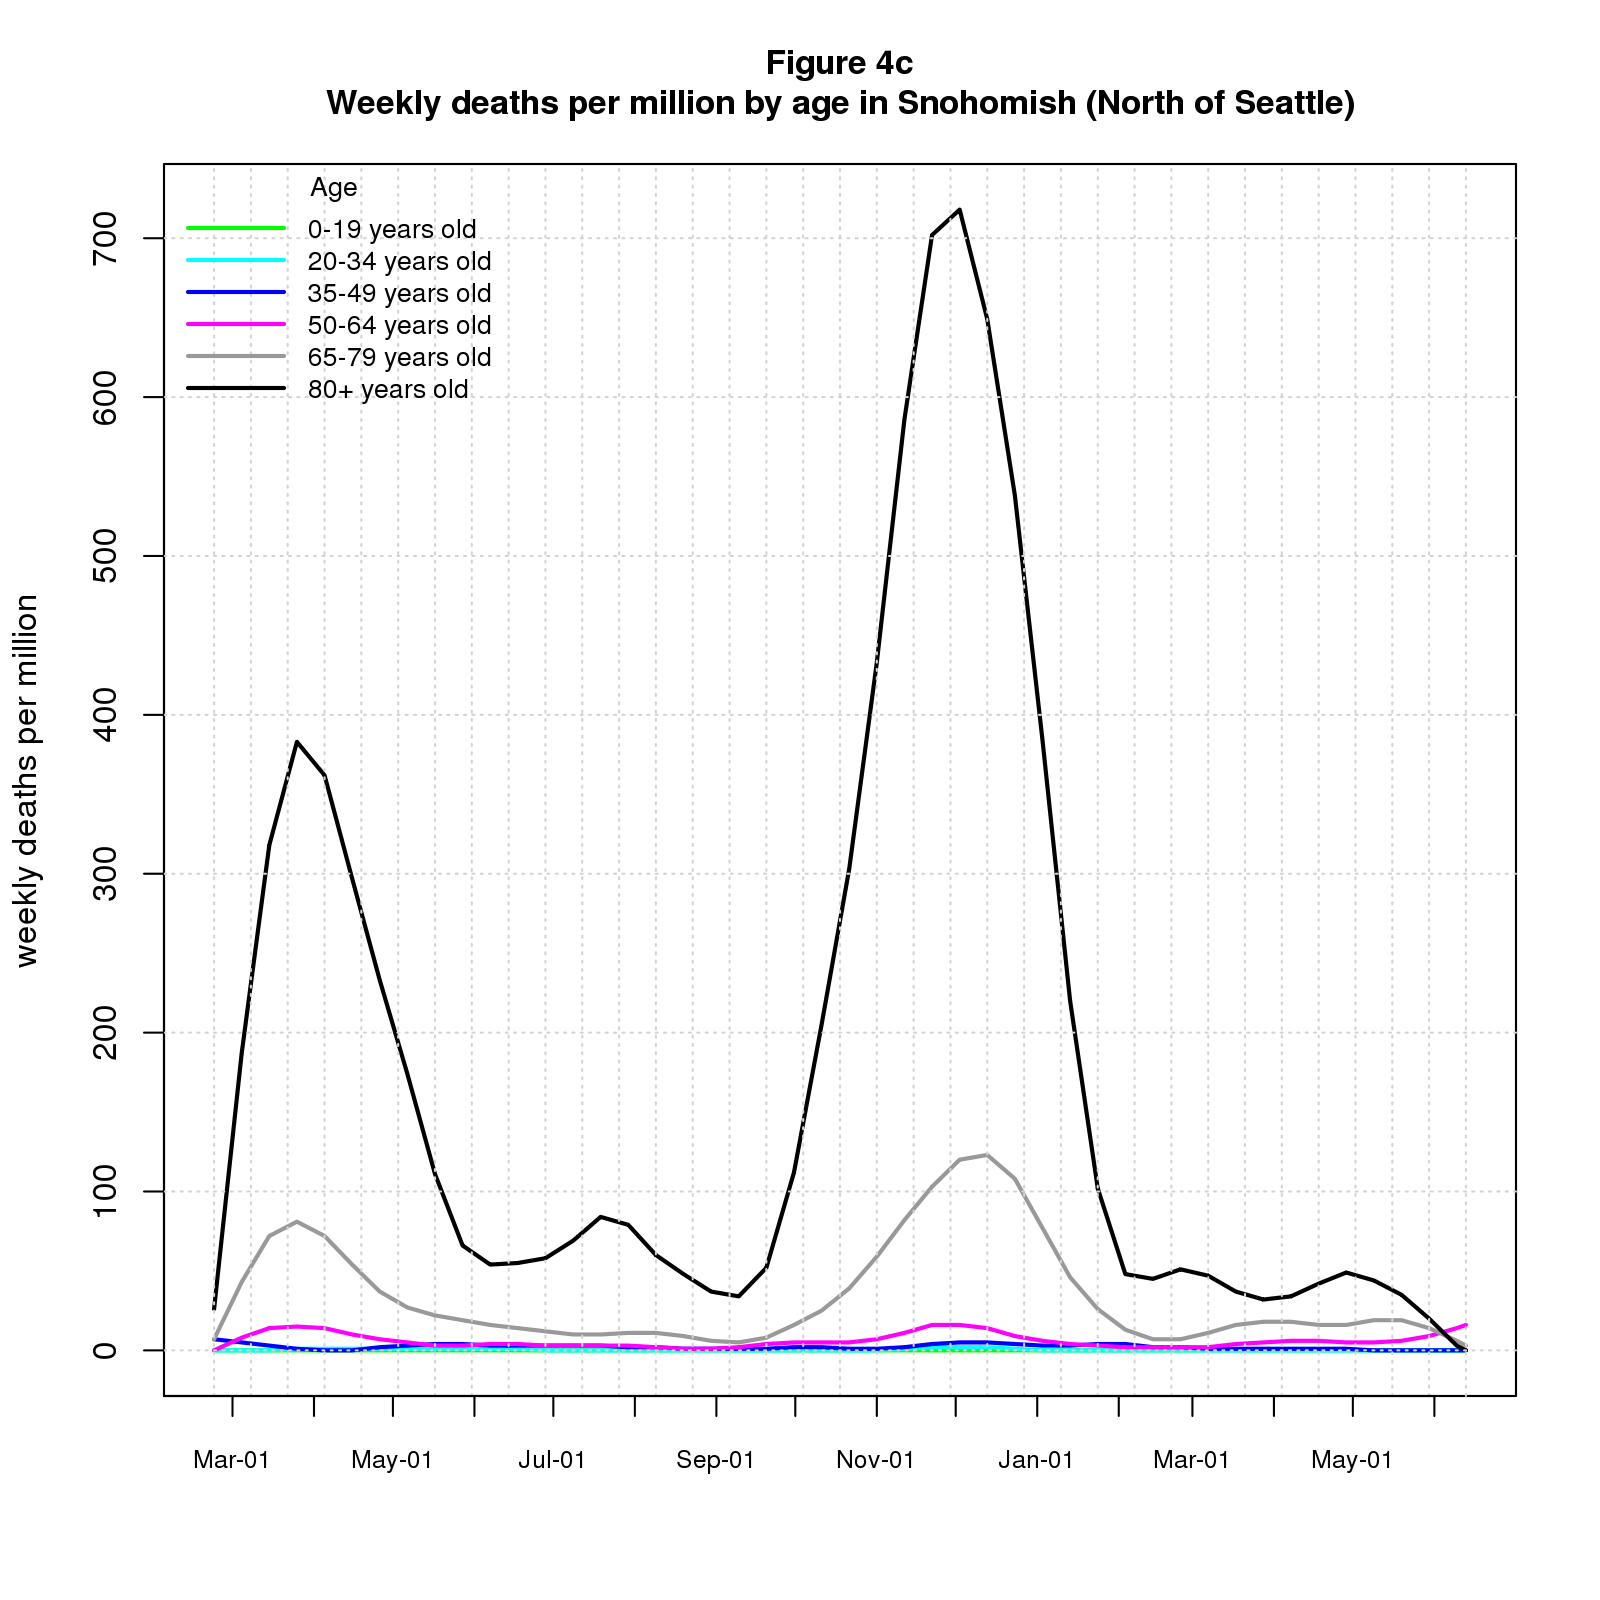 Figure 4c
Weekly deaths per million by age in Snohomish (North of Seattle)
Age
0-19 years old
20-34 years old
35-49 years old
50-64 years old
65-79 years old
80+ years old
weekly deaths per million
700
600
500
400
300
200
100
0
Mar-01 May-01 Jul-01 Sep-01 Nov-01 Jan-01 Mar-01 May-01